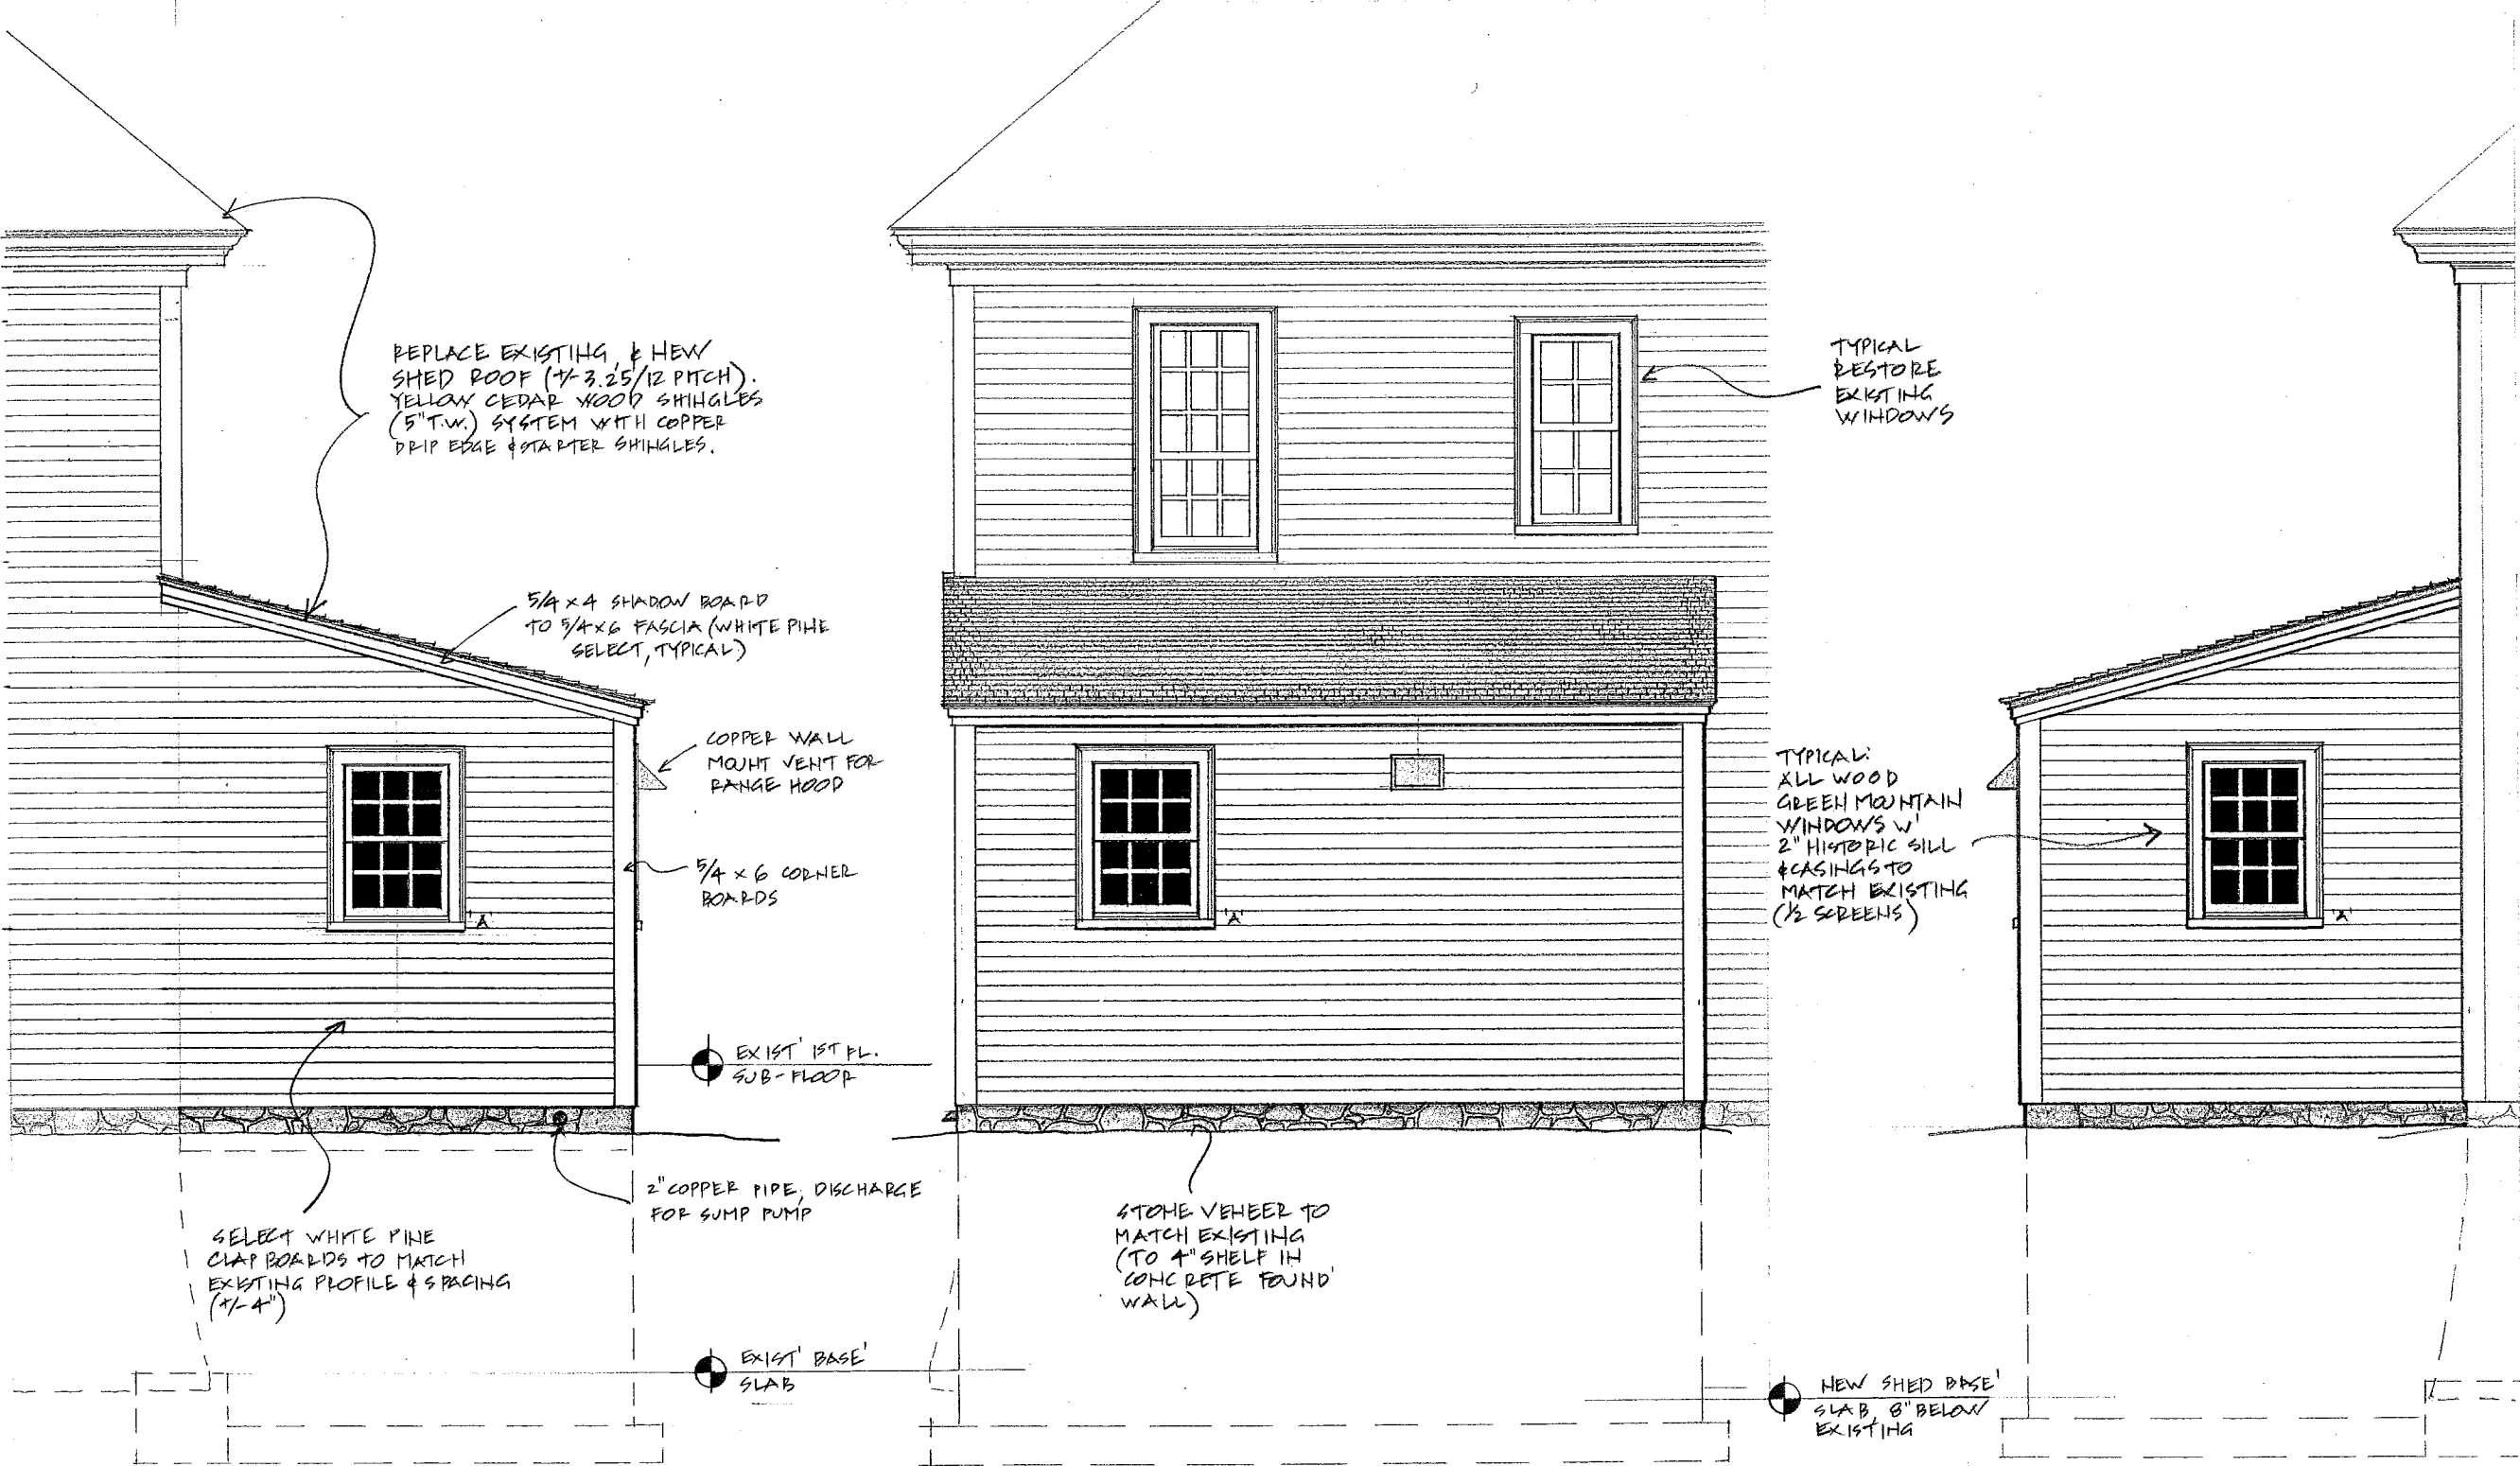 REPLACE EXISTING, & NEW
SHED ROOF (+/- 3.25/12 PITCH).
YELLOW CEDAR WOOD SHINGLES
(5" T.W.) SYSTEM WITH COPPER
DRIP EDGE & STARTER SHINGLES.
TYPICAL
RESTORE
EXISTING
WINDOWS
5/4 x 4 SHADOW BOARD
TO 5/4 x 6 FASCIA (WHITE PINE
SELECT, TYPICAL)
COPPER WALL
MOUNT VENT FOR
RANGE HOOD
5/4 x 6 CORNER
BOARDS
'A'
'A'
TYPICAL:
ALL WOOD
GREEN MOUNTAIN
WINDOWS W'
2" HISTORIC SILL
& CASINGS TO
MATCH EXISTING
(1/2 SCREENS)
'A'
EXIST' 1ST FL.
SUB-FLOOR
2" COPPER PIPE, DISCHARGE
FOR SUMP PUMP
SELECT WHITE PINE
CLAPBOARDS TO MATCH
EXISTING PROFILE & SPACING
(+/- 4")
STONE VENEER TO
MATCH EXISTING
(TO 4" SHELF IN
CONCRETE FOUND'
WALL)
EXIST' BASE'
SLAB
NEW SHED BASE'
SLAB, 8" BELOW
EXISTING